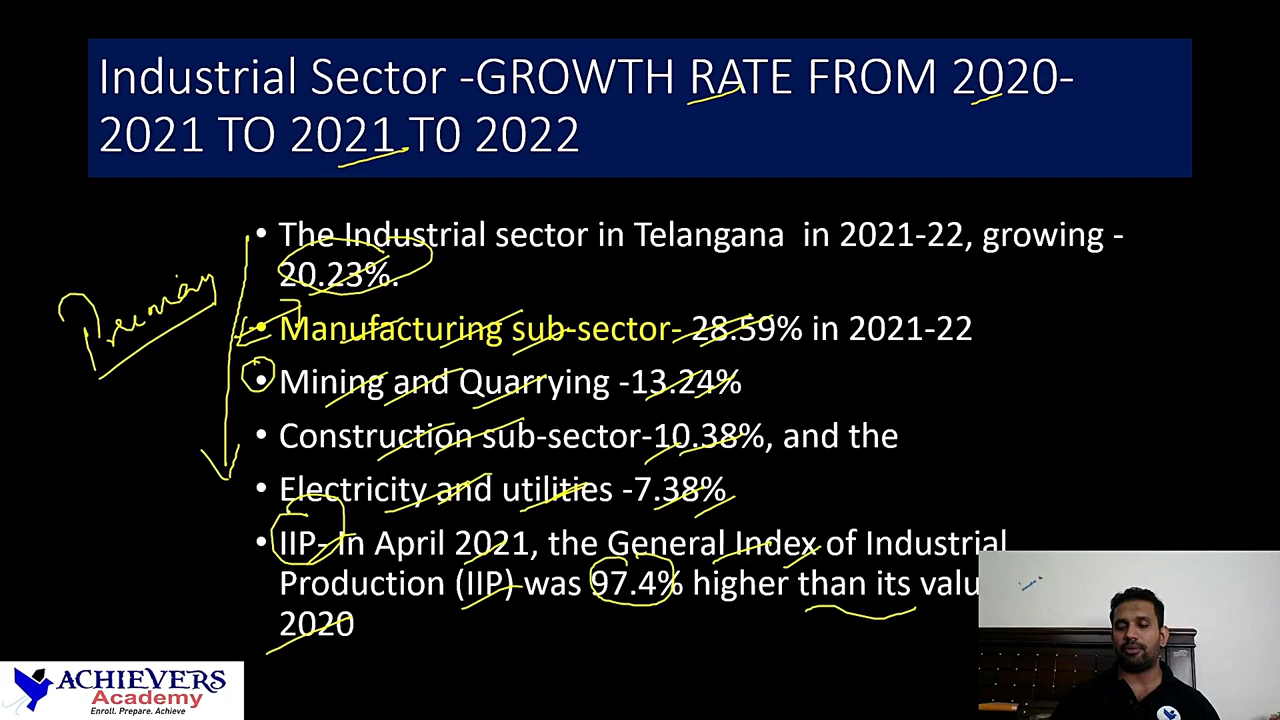 Industrial Sector -GROWTH RATE FROM 2020-
2021 TO 2021 T0 2022
• The Industrial sector in Telangana in 2021-22, growing -
20.23%.
• Manufacturing sub-sector- 28.59% in 2021-22
• Mining and Quarrying -13.24%
• Construction sub-sector-10.38%, and the
• Electricity and utilities -7.38%
• IIP- In April 2021, the General Index of Industrial
Production (IIP) was 97.4% higher than its valu
2020
ACHIEVERS
Academy
Enroll. Prepare. Achieve